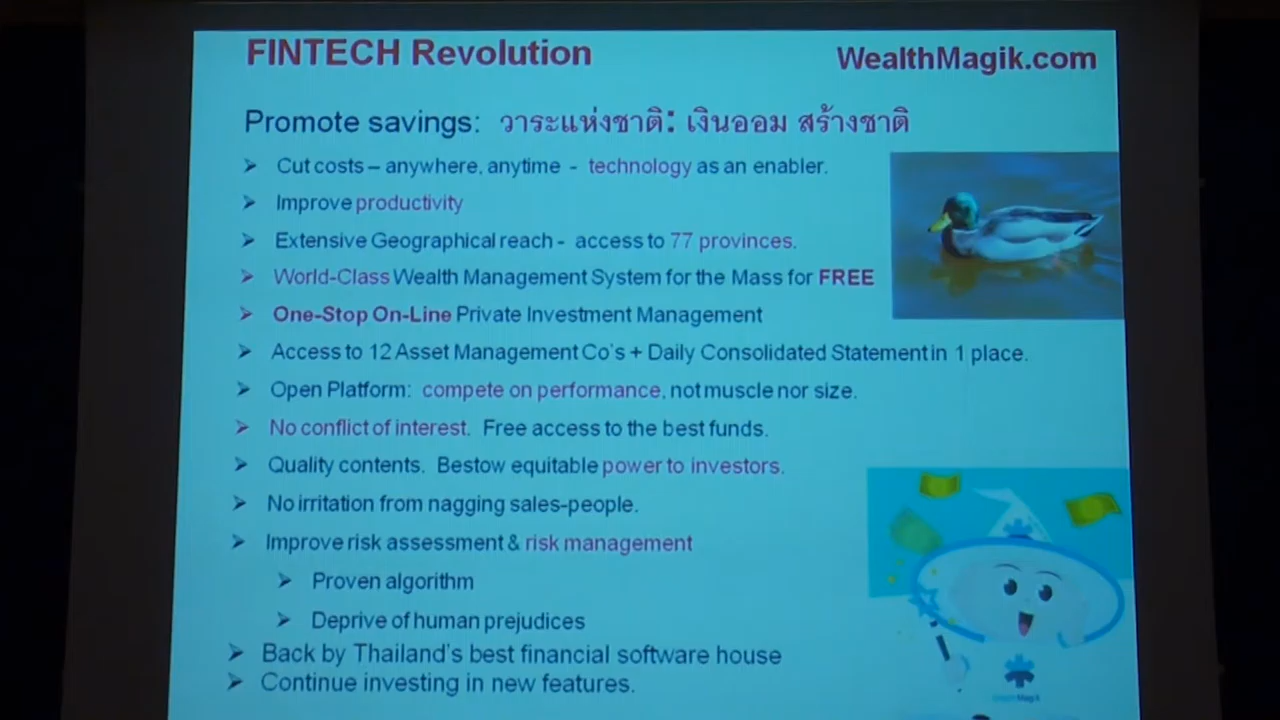 FINTECH Revolution
WealthMagik.com
Promote savings: วาระแห่งชาติ: เงินออม สร้างชาติ
Cut costs – anywhere, anytime - technology as an enabler.
Improve productivity
Extensive Geographical reach - access to 77 provinces.
World-Class Wealth Management System for the Mass for FREE
One-Stop On-Line Private Investment Management
Access to 12 Asset Management Co's + Daily Consolidated Statement in 1 place.
Open Platform: compete on performance, not muscle nor size.
No conflict of interest. Free access to the best funds.
Quality contents. Bestow equitable power to investors.
No irritation from nagging sales-people.
Improve risk assessment & risk management
Proven algorithm
Deprive of human prejudices
Back by Thailand's best financial software house
Continue investing in new features.
WealthMagik